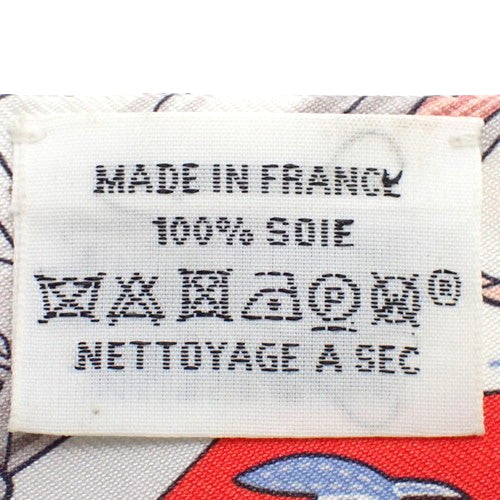 MADE IN FRANCE
100% SOIE
P ®
NETTOYAGE A SEC